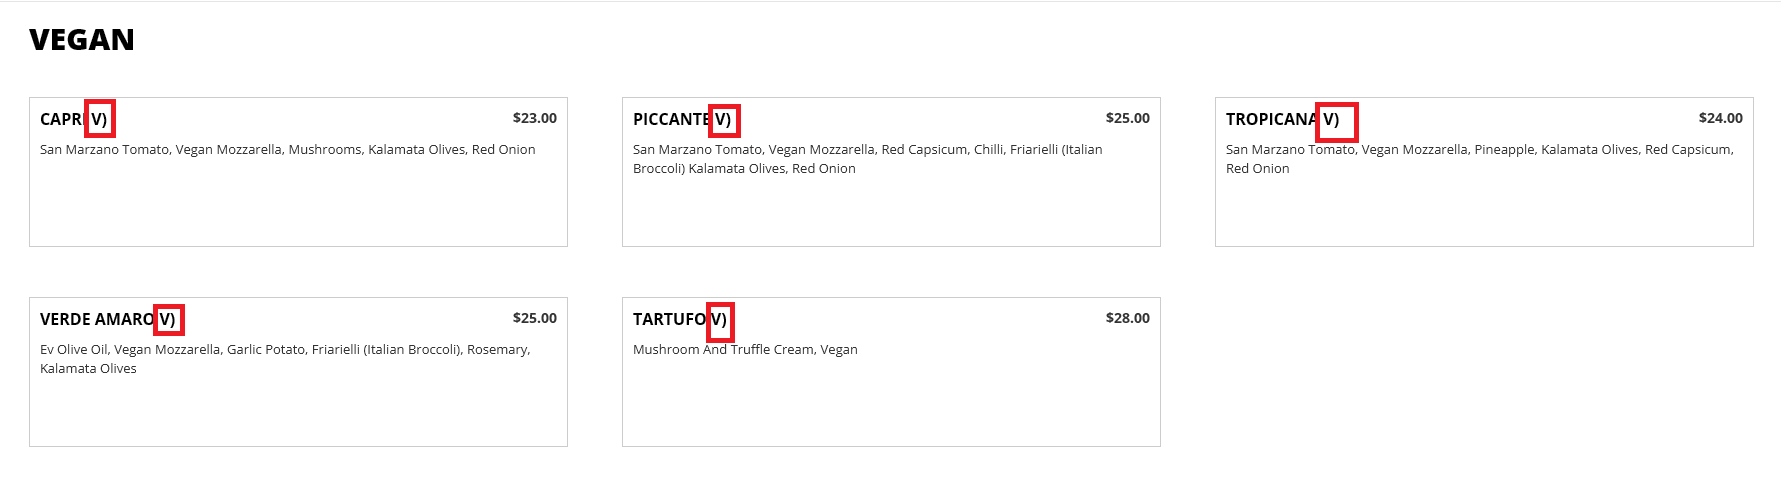 VEGAN
CAPRI V) $23.00
San Marzano Tomato, Vegan Mozzarella, Mushrooms, Kalamata Olives, Red Onion
PICCANTE V) $25.00
San Marzano Tomato, Vegan Mozzarella, Red Capsicum, Chilli, Friarielli (Italian
Broccoli) Kalamata Olives, Red Onion
TROPICANA V) $24.00
San Marzano Tomato, Vegan Mozzarella, Pineapple, Kalamata Olives, Red Capsicum,
Red Onion
VERDE AMARO V) $25.00
Ev Olive Oil, Vegan Mozzarella, Garlic Potato, Friarielli (Italian Broccoli), Rosemary,
Kalamata Olives
TARTUFO V) $28.00
Mushroom And Truffle Cream, Vegan